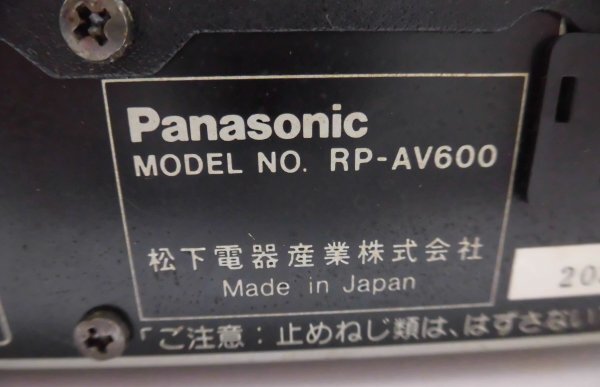 Panasonic
MODEL NO. RP-AV600
松下電器産業株式会社
Made in Japan
20
「ご注意:止めねじ類は、はずさない